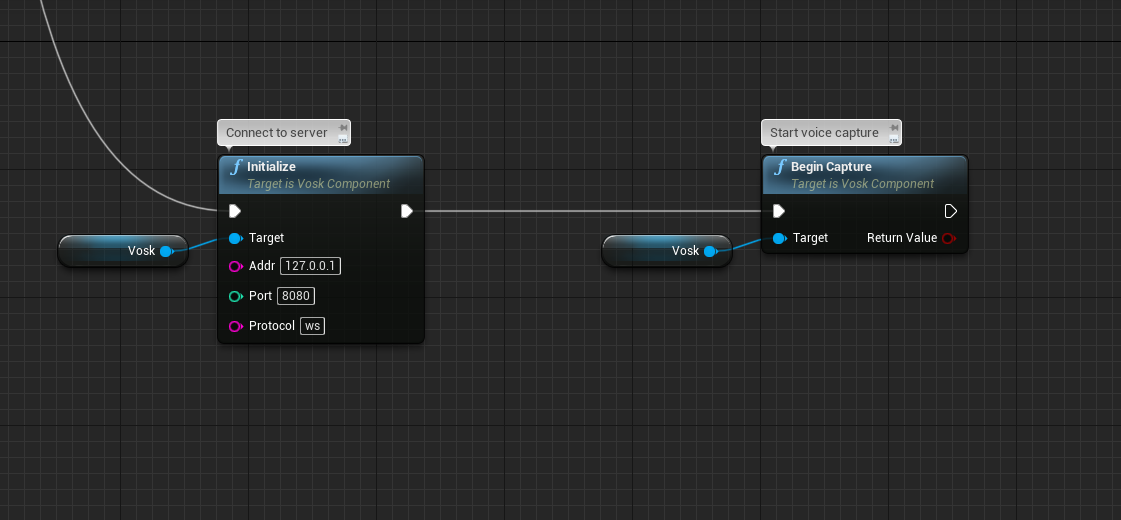 Connect to server
Initialize
Target is Vosk Component
Vosk
Target
Addr 127.0.0.1
Port 8080
Protocol ws
Start voice capture
Begin Capture
Target is Vosk Component
Vosk
Target Return Value